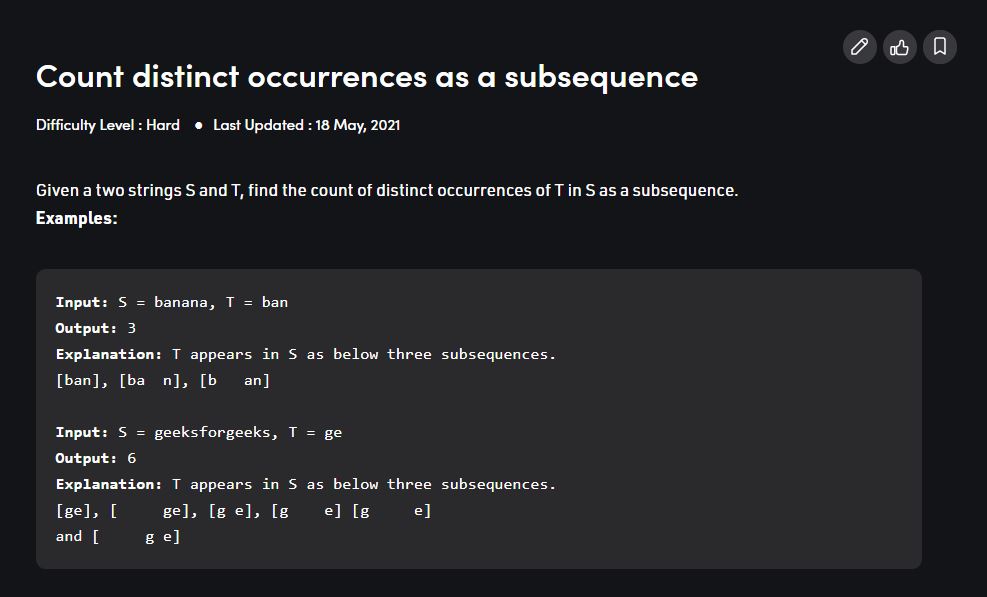 Count distinct occurrences as a subsequence
Difficulty Level : Hard ● Last Updated : 18 May, 2021
Given a two strings S and T, find the count of distinct occurrences of T in S as a subsequence.
Examples:
Input: S = banana, T = ban
Output: 3
Explanation: T appears in S as below three subsequences.
[ban], [ba  n], [b   an]
Input: S = geeksforgeeks, T = ge
Output: 6
Explanation: T appears in S as below three subsequences.
[ge], [     ge], [g e], [g    e] [g     e]
and [     g e]